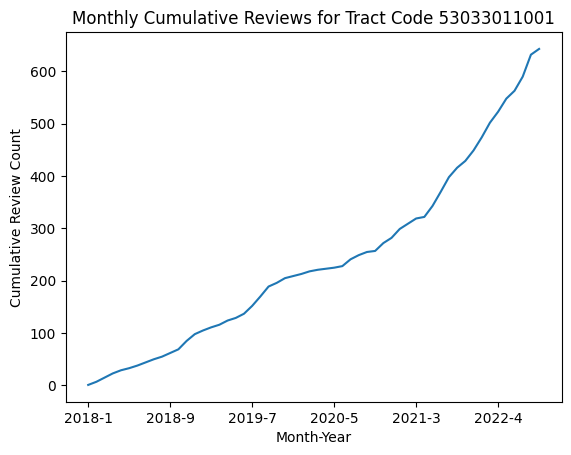 Monthly Cumulative Reviews for Tract Code 53033011001
Cumulative Review Count
600
500
400
300
200
100
0
2018-1 2018-9 2019-7 2020-5 2021-3 2022-4
Month-Year